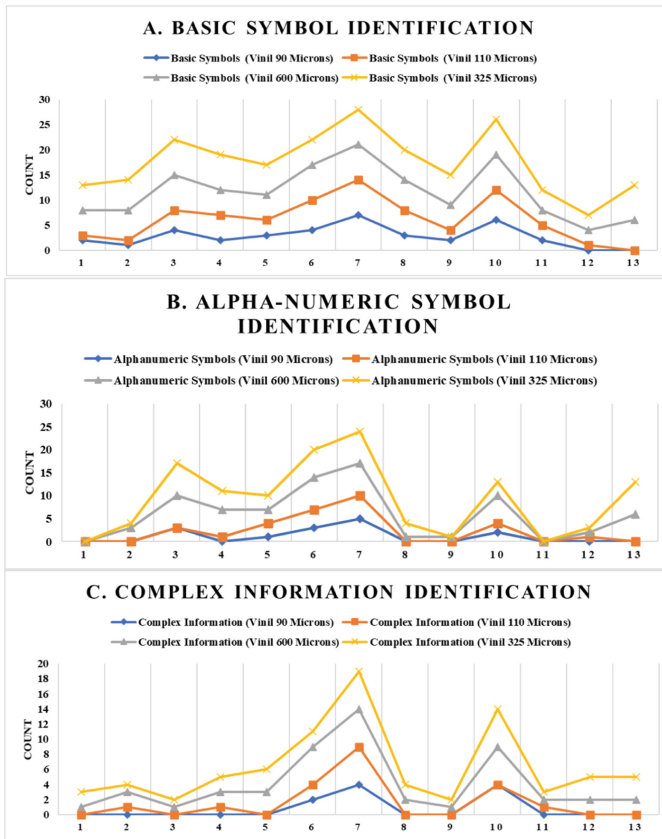 A. BASIC SYMBOL IDENTIFICATION
Basic Symbols (Vinil 90 Microns) Basic Symbols (Vinil 110 Microns)
Basic Symbols (Vinil 600 Microns) Basic Symbols (Vinil 325 Microns)
30
25
20
15
10
5
0
COUNT
1 2 3 4 5 6 7 8 9 10 11 12 13
B. ALPHA-NUMERIC SYMBOL
IDENTIFICATION
Alphanumeric Symbols (Vinil 90 Microns) Alphanumeric Symbols (Vinil 110 Microns)
Alphanumeric Symbols (Vinil 600 Microns) Alphanumeric Symbols (Vinil 325 Microns)
30
25
20
15
10
5
0
COUNT
1 2 3 4 5 6 7 8 9 10 11 12 13
C. COMPLEX INFORMATION IDENTIFICATION
Complex Information (Vinil 90 Microns) Complex Information (Vinil 110 Microns)
Complex Information (Vinil 600 Microns) Complex Information (Vinil 325 Microns)
20
18
16
14
12
10
8
6
4
2
0
COUNT
1 2 3 4 5 6 7 8 9 10 11 12 13